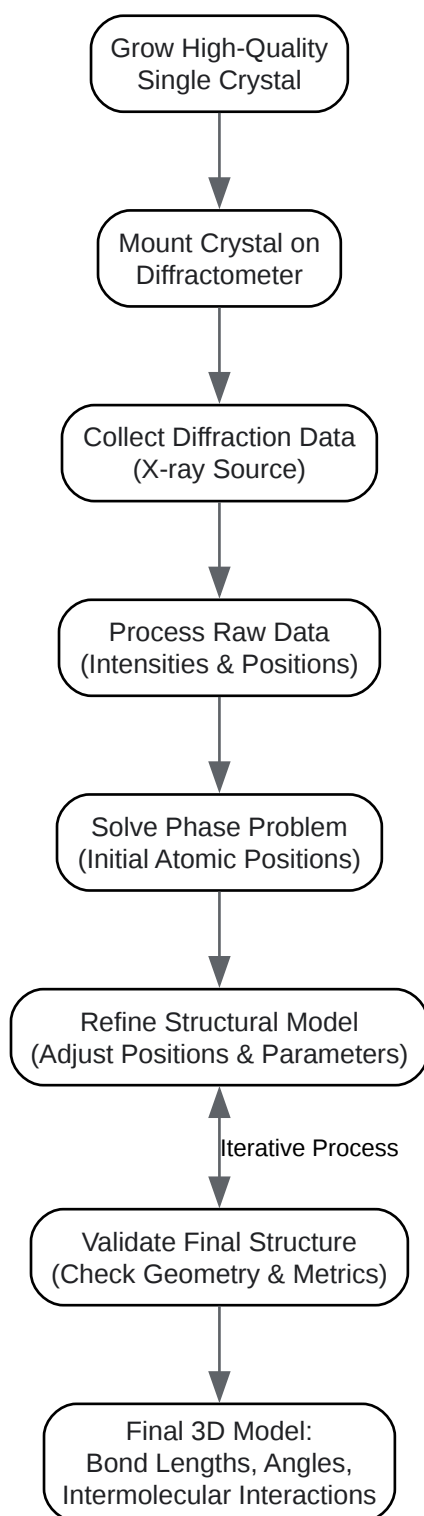 Grow High-Quality
Single Crystal
Mount Crystal on
Diffractometer
Collect Diffraction Data
(X-ray Source)
Process Raw Data
(Intensities & Positions)
Solve Phase Problem
(Initial Atomic Positions)
Refine Structural Model
(Adjust Positions & Parameters)
Iterative Process
Validate Final Structure
(Check Geometry & Metrics)
Final 3D Model:
Bond Lengths, Angles,
Intermolecular Interactions